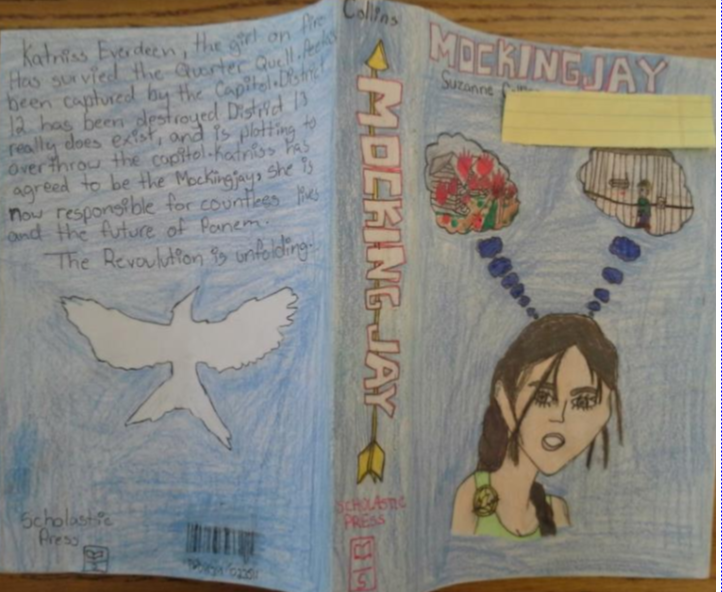 Katniss Everdeen, the girl on fire
Has survied the Quarter Quell. Peeta
been captured by the Capitol. District
12 has been destroyed District 13
really does exist, and is plotting to
overthrow the capitol. Katniss has
agreed to be the Mockingjay, she is
now responsible for countless lives
and the future of Panem.
The Revoulution is unfolding.
Scholastic
Press
Collins
MOCKINGJAY
SCHOLASTIC
PRESS
MOCKINGJAY
Suzanne